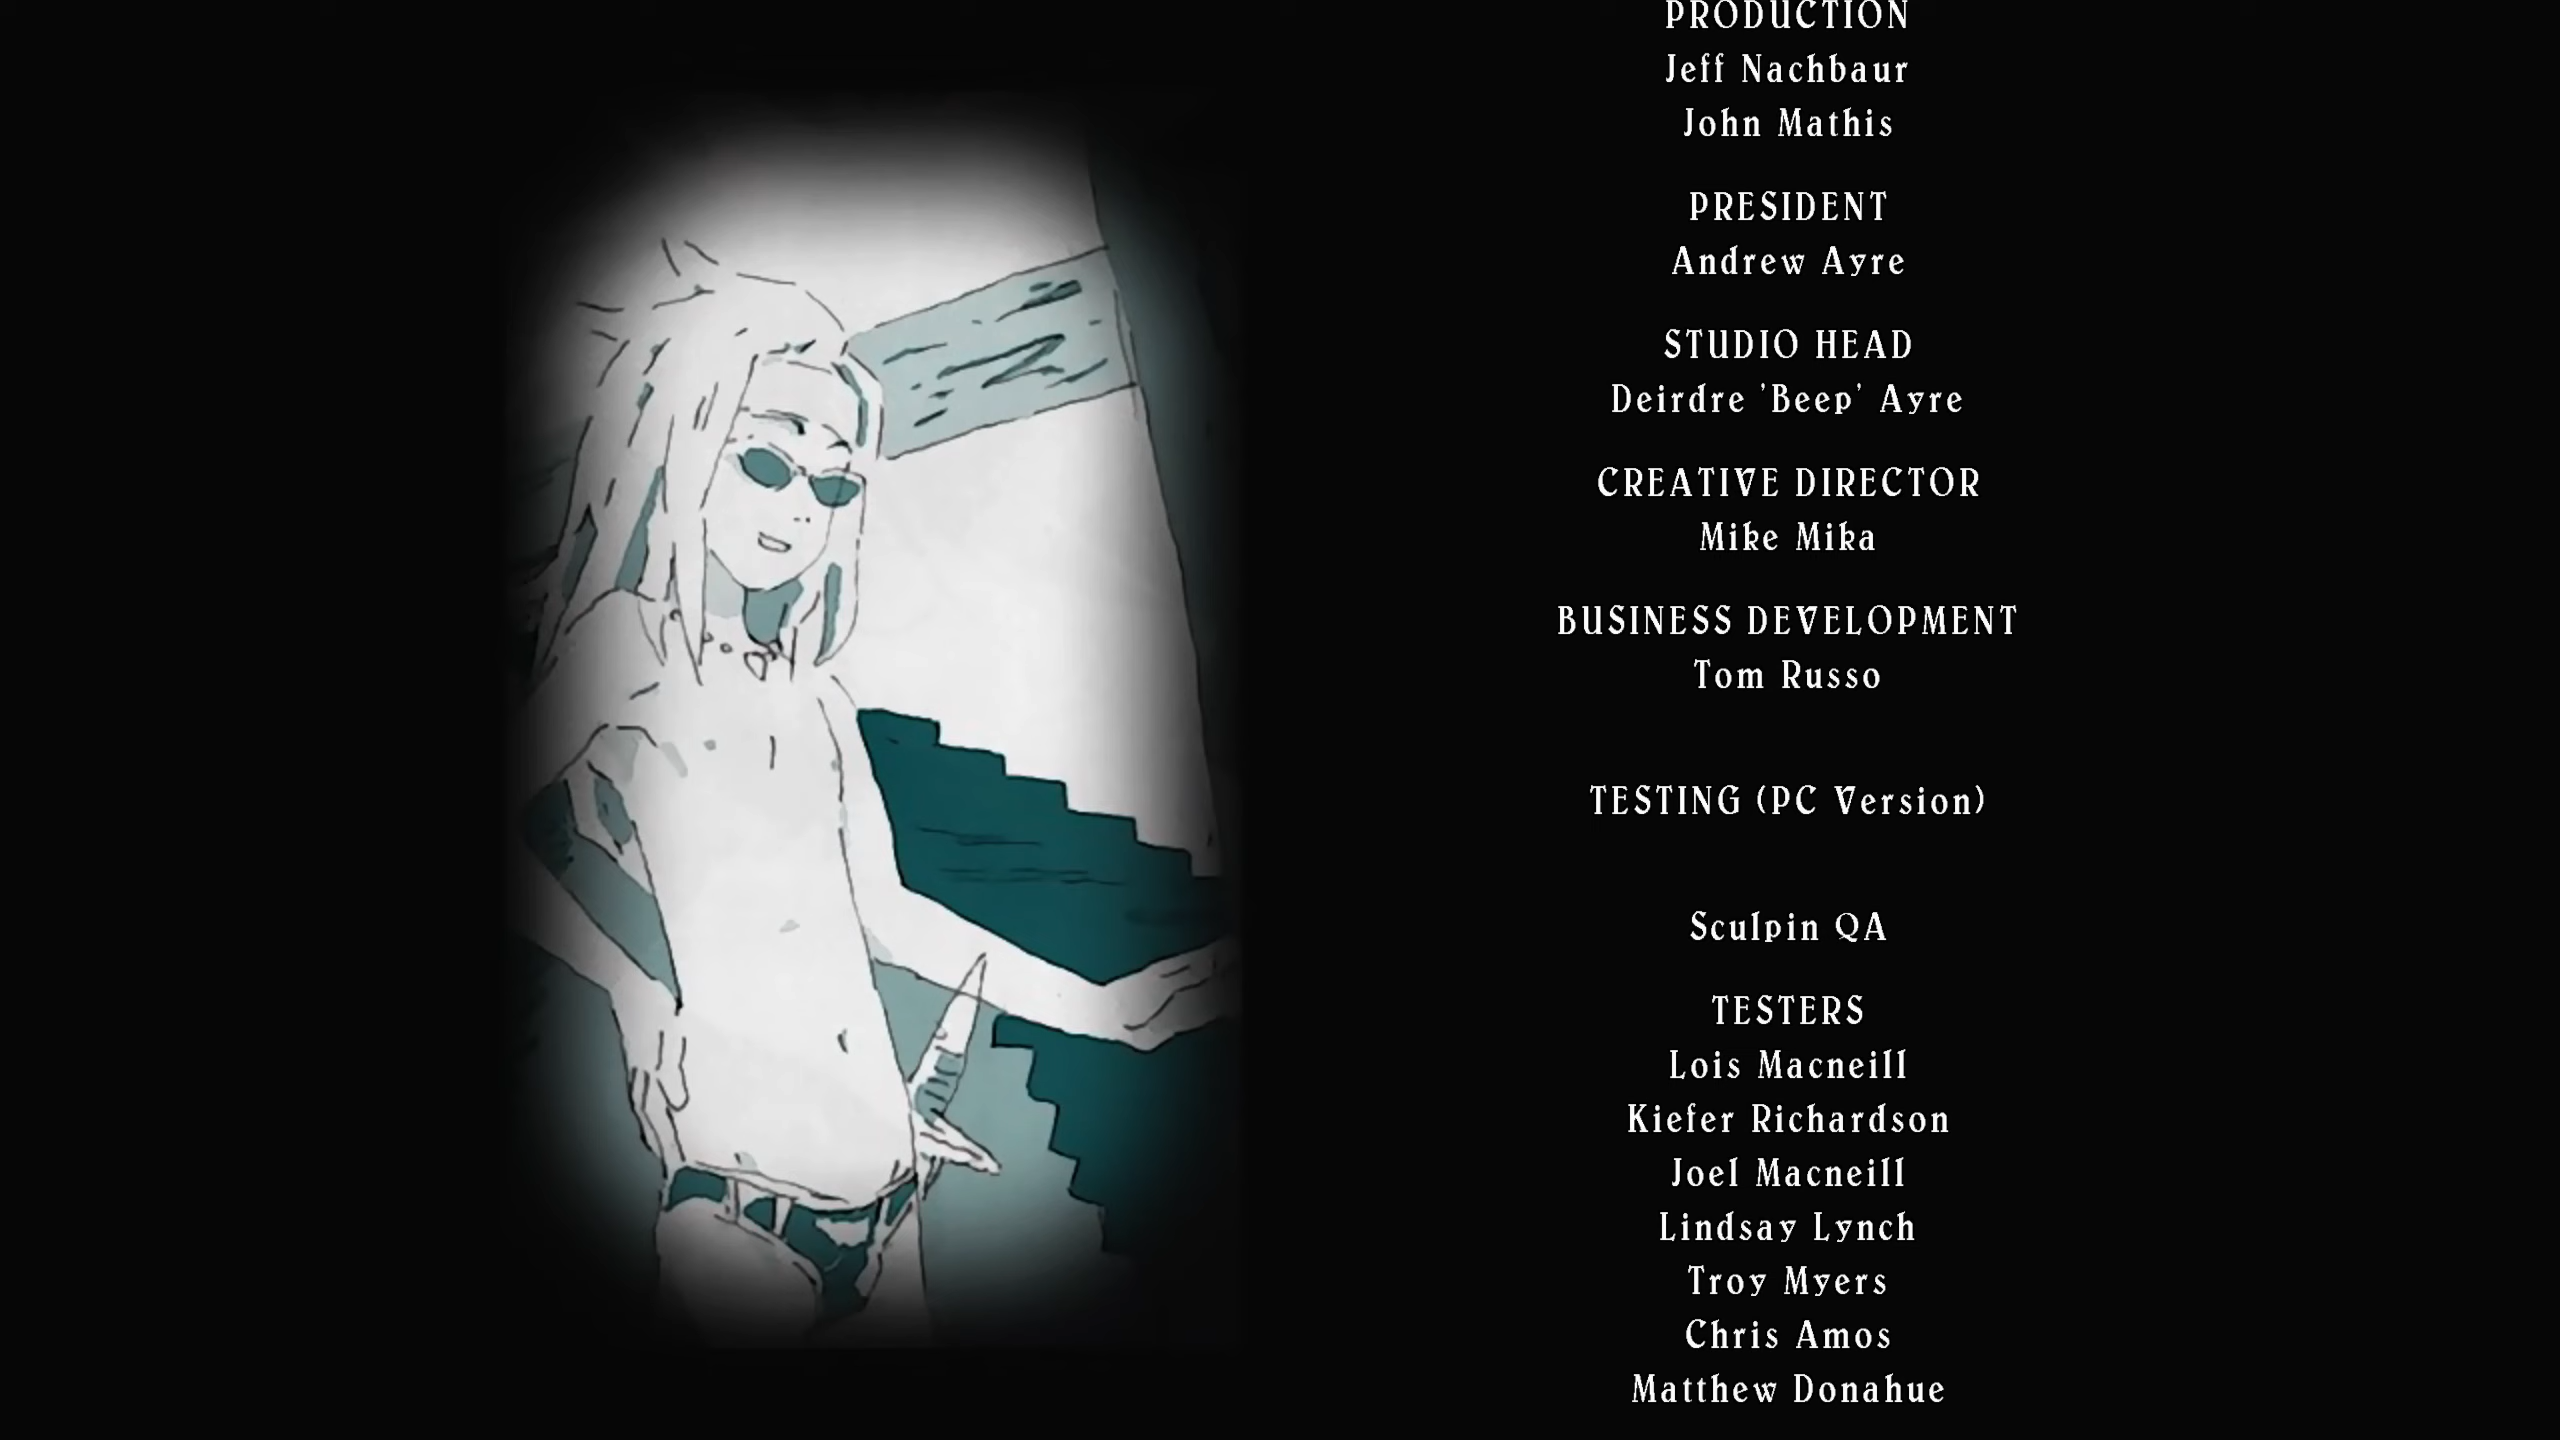 PRODUCTION
Jeff Nachbaur
John Mathis
PRESIDENT
Andrew Ayre
STUDIO HEAD
Deirdre 'Beep' Ayre
CREATIVE DIRECTOR
Mike Mika
BUSINESS DEVELOPMENT
Tom Russo
TESTING (PC Version)
Sculpin QA
TESTERS
Lois Macneill
Kiefer Richardson
Joel Macneill
Lindsay Lynch
Troy Myers
Chris Amos
Matthew Donahue